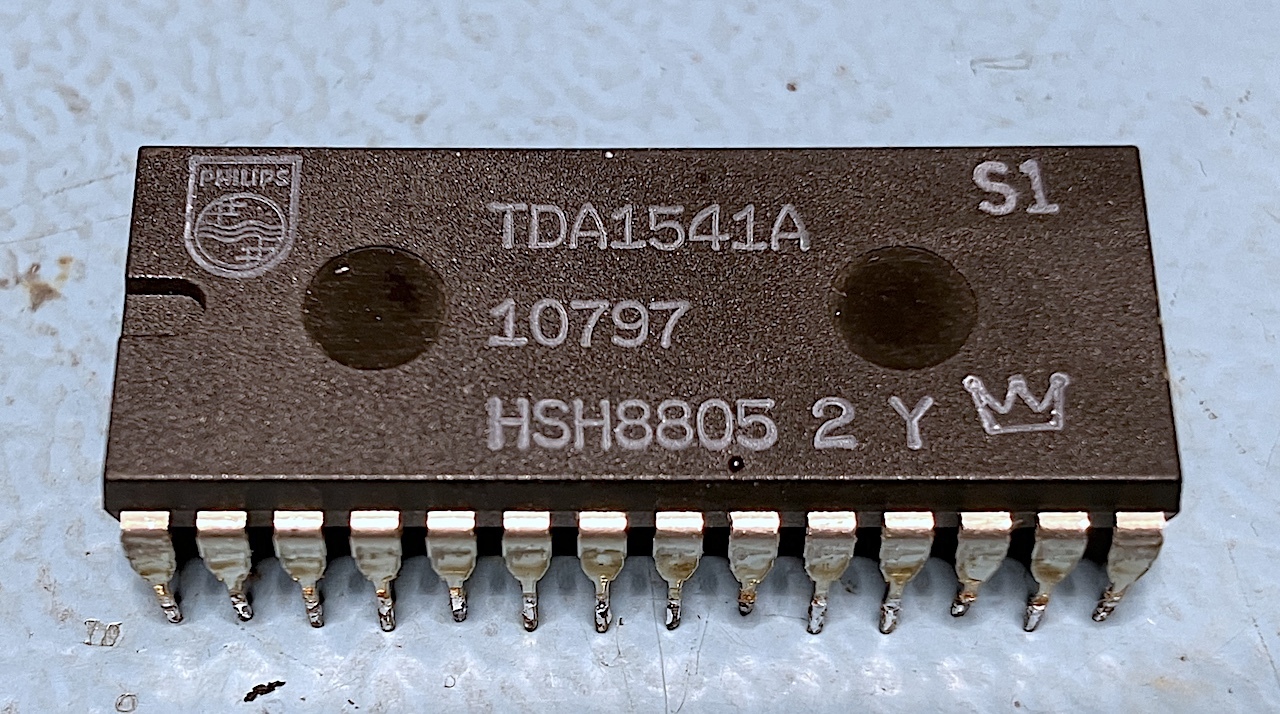 PHILIPS
S1
TDA1541A
10797
HSH8805 2 Y